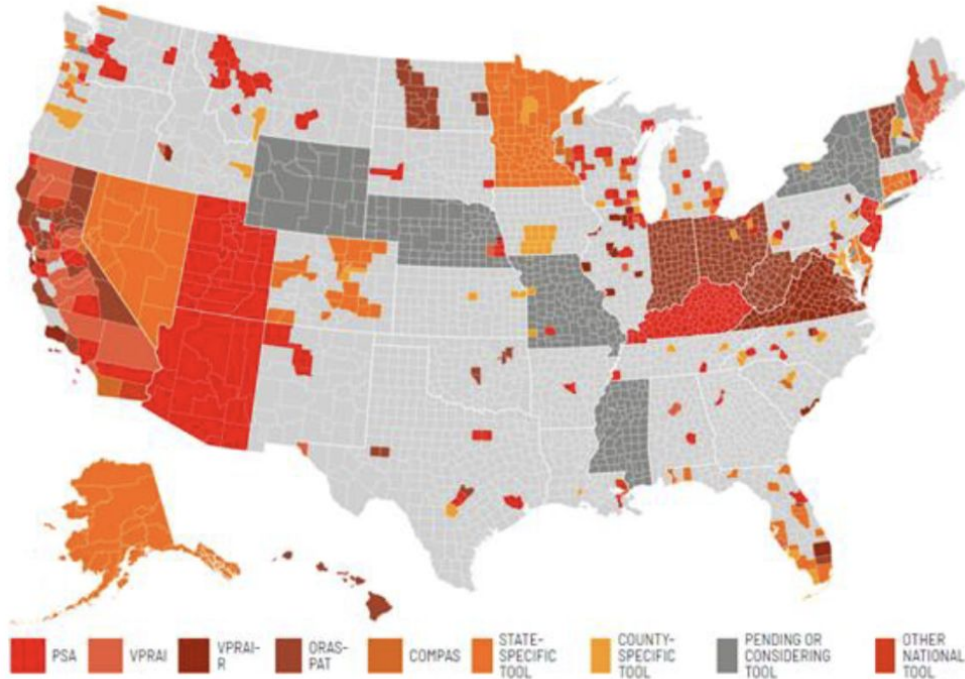 PSA
VPRAI
VPRAI-
R
ORAS-
PAT
COMPAS
STATE-
SPECIFIC
TOOL
COUNTY-
SPECIFIC
TOOL
PENDING OR
CONSIDERING
TOOL
OTHER
NATIONAL
TOOL